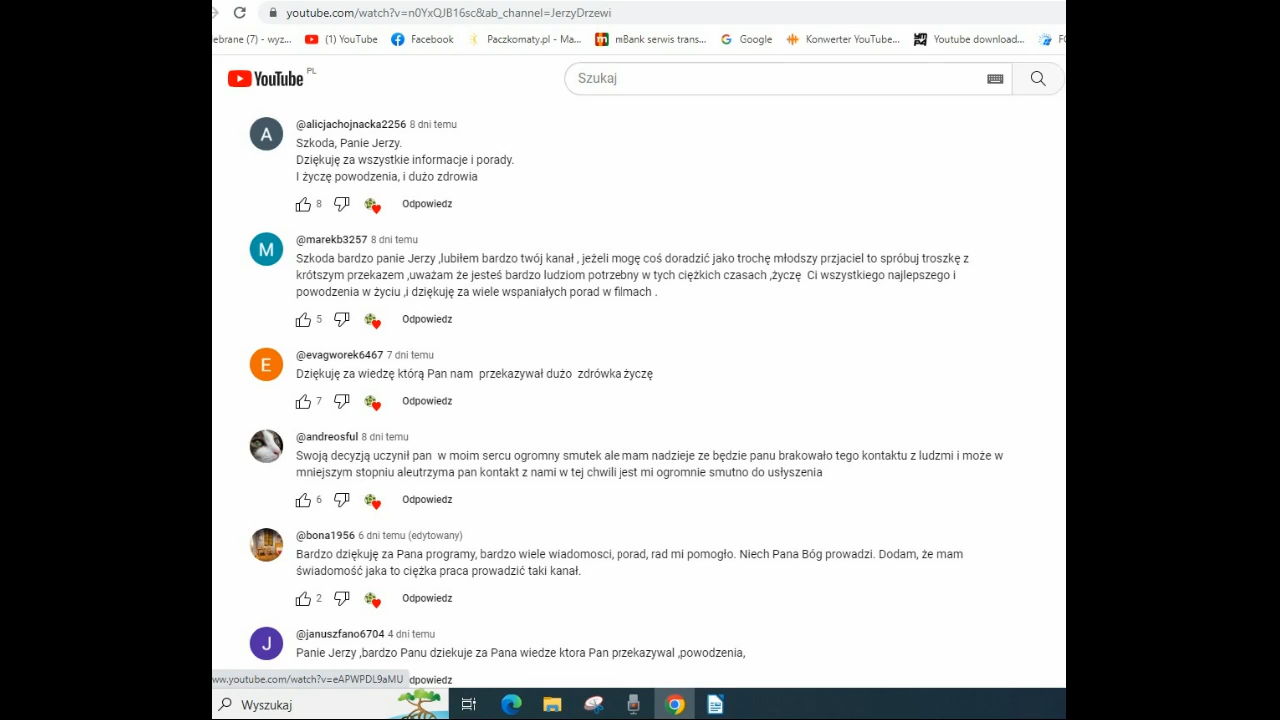 youtube.com/watch?v=n0YxQJB16sc&ab_channel=JerzyDrzewi
ebrane (7) - wyz... (1) YouTube Facebook Paczkomaty.pl - Ma... mBank serwis trans... Google Konwerter YouTube... Youtube download...
YouTube PL Szukaj
@alicjachojnacka2256 8 dni temu
Szkoda, Panie Jerzy.
Dziękuję za wszystkie informacje i porady.
I życzę powodzenia, i dużo zdrowia
8 Odpowiedz
@marekb3257 8 dni temu
Szkoda bardzo panie Jerzy ,lubiłem bardzo twój kanał , jeżeli mogę coś doradzić jako trochę młodszy przjaciel to spróbuj troszkę z
krótszym przekazem ,uważam że jesteś bardzo ludziom potrzebny w tych ciężkich czasach ,życzę Ci wszystkiego najlepszego i
powodzenia w życiu ,i dziękuję za wiele wspaniałych porad w filmach .
5 Odpowiedz
@evagworek6467 7 dni temu
Dziękuję za wiedzę którą Pan nam przekazywał dużo zdrówka życzę
7 Odpowiedz
@andreosful 8 dni temu
Swoją decyzją uczynił pan w moim sercu ogromny smutek ale mam nadzieje ze będzie panu brakowało tego kontaktu z ludzmi i może w
mniejszym stopniu aleutrzyma pan kontakt z nami w tej chwili jest mi ogromnie smutno do usłyszenia
6 Odpowiedz
@bona1956 6 dni temu (edytowany)
Bardzo dziękuję za Pana programy, bardzo wiele wiadomosci, porad, rad mi pomogło. Niech Pana Bóg prowadzi. Dodam, że mam
świadomość jaka to ciężka praca prowadzić taki kanał.
2 Odpowiedz
@januszfano6704 4 dni temu
Panie Jerzy ,bardzo Panu dziekuje za Pana wiedze ktora Pan przekazywal ,powodzenia,
ww.youtube.com/watch?v=eAPWPDL9aMU dpowiedz
Wyszukaj